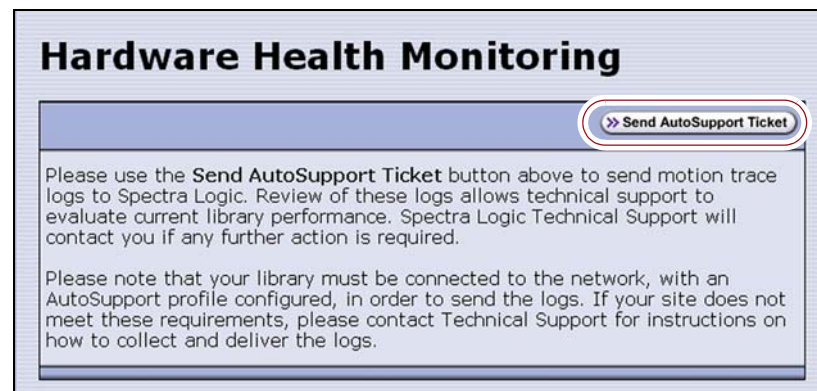 Hardware Health Monitoring
Send AutoSupport Ticket
Please use the Send AutoSupport Ticket button above to send motion trace
logs to Spectra Logic. Review of these logs allows technical support to
evaluate current library performance. Spectra Logic Technical Support will
contact you if any further action is required.
Please note that your library must be connected to the network, with an
AutoSupport profile configured, in order to send the logs. If your site does not
meet these requirements, please contact Technical Support for instructions on
how to collect and deliver the logs.